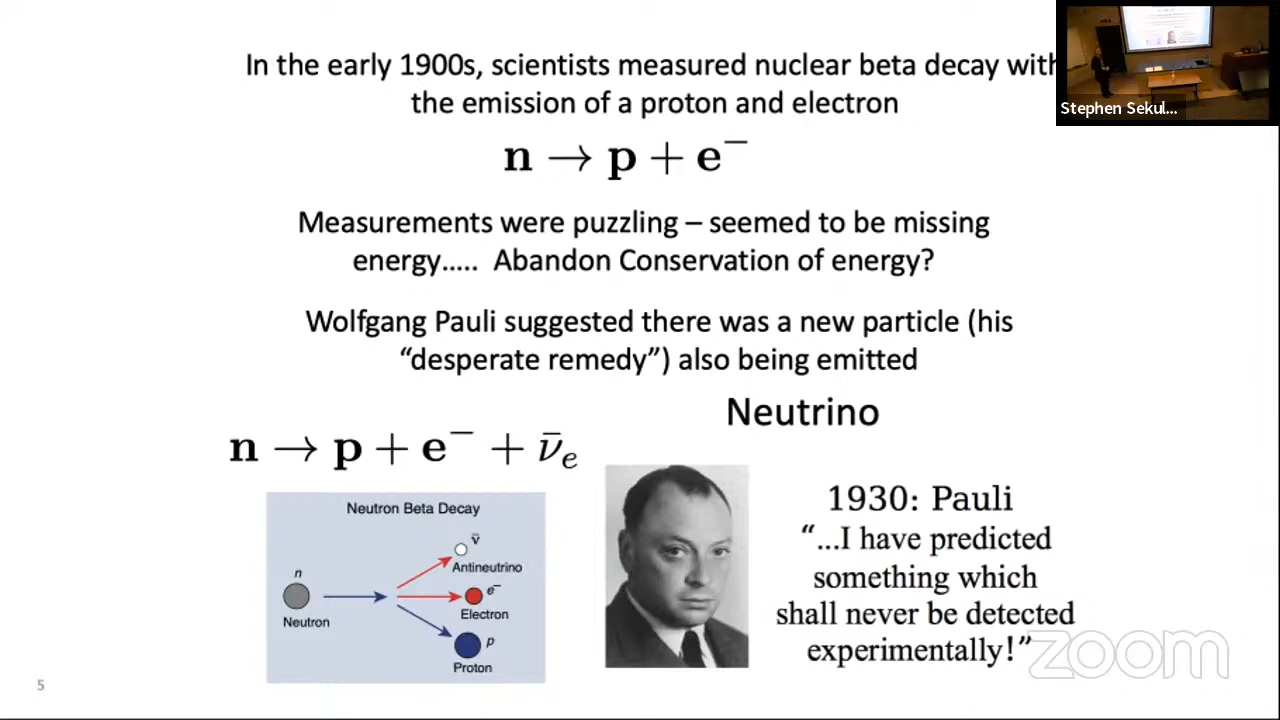 In the early 1900s, scientists measured nuclear beta decay with
the emission of a proton and electron
n → p + e⁻
Measurements were puzzling – seemed to be missing
energy..... Abandon Conservation of energy?
Wolfgang Pauli suggested there was a new particle (his
“desperate remedy”) also being emitted
Neutrino
n → p + e⁻ + ν̄ₑ
Neutron Beta Decay
n
Neutron
ν̄
Antineutrino
e⁻
Electron
p
Proton
1930: Pauli
“...I have predicted
something which
shall never be detected
experimentally!”
5
Stephen Sekul...
zoom